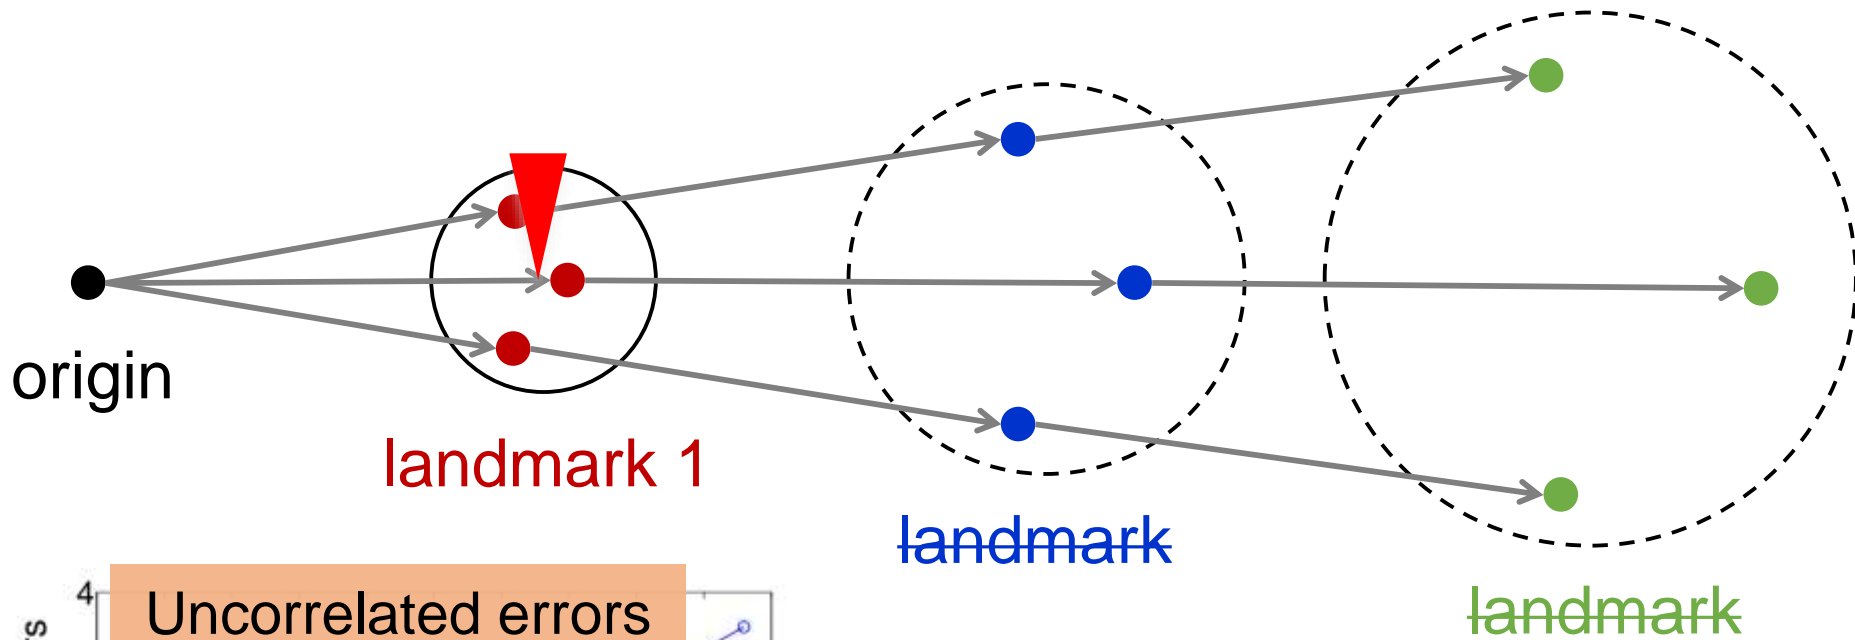 origin
landmark 1
landmark
landmark
4
Uncorrelated errors